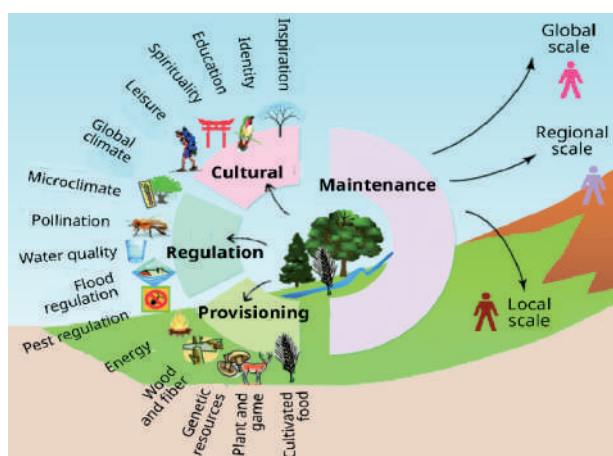 Inspiration
Identity
Education
Spirituality
Leisure
Global
climate
Microclimate
Pollination
Water quality
Flood
regulation
Pest regulation
Energy
Wood
and fiber
Genetic
resources
Plant and
game
Cultivated
food
Cultural
Regulation
Provisioning
Maintenance
Global
scale
Regional
scale
Local
scale